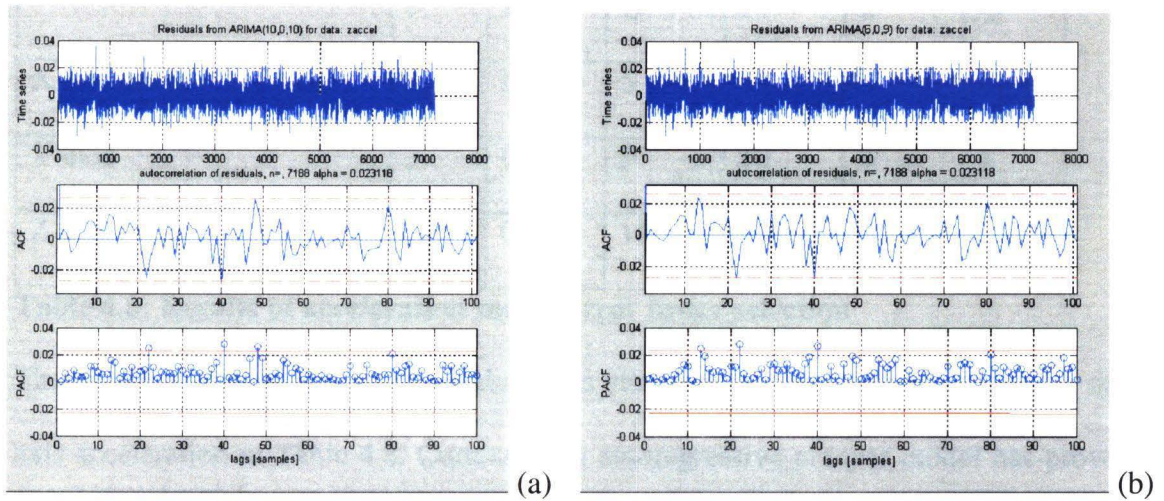 Residuals from ARIMA(10,0,10) for data: zaccel
0.04
0.02
0
-0.02
-0.04
Time series
0 1000 2000 3000 4000 5000 6000 7000 8000
autocorrelation of residuals, n=, 7188 alpha = 0.023118
0.02
0
-0.02
ACF
10 20 30 40 50 60 70 80 90 100
0.04
0.02
0
-0.02
-0.04
PACF
0 10 20 30 40 50 60 70 80 90 100
lags [samples]
(a)
Residuals from ARIMA(6,0,9) for data: zaccel
0.04
0.02
0
-0.02
-0.04
Time series
0 1000 2000 3000 4000 5000 6000 7000 8000
autocorrelation of residuals, n=, 7188 alpha = 0.023118
0.02
0
-0.02
ACF
10 20 30 40 50 60 70 80 90 100
0.04
0.02
0
-0.02
-0.04
PACF
0 10 20 30 40 50 60 70 80 90 100
lags [samples]
(b)